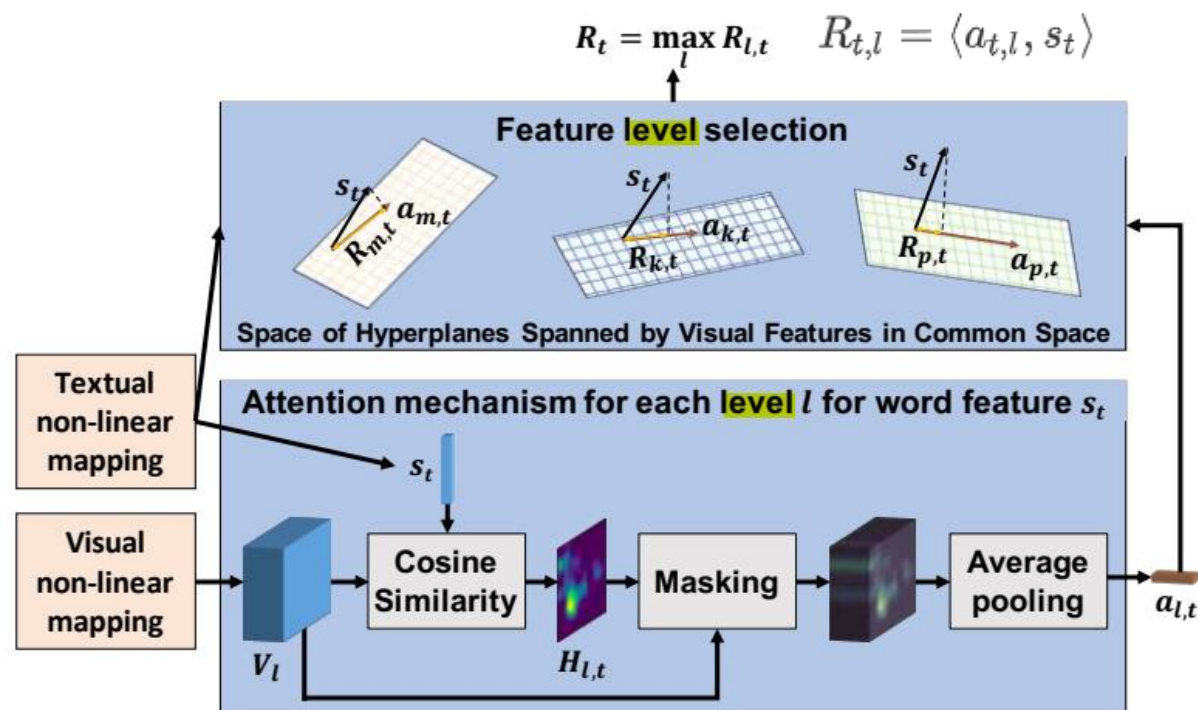 R_t = max_l R_{l,t} R_{t,l} = ⟨a_{t,l}, s_t⟩
Feature level selection
s_t
a_{m,t}
R_{m,t}
s_t
a_{k,t}
R_{k,t}
s_t
R_{p,t}
a_{p,t}
Space of Hyperplanes Spanned by Visual Features in Common Space
Textual
non-linear
mapping
Attention mechanism for each level l for word feature s_t
s_t
Visual
non-linear
mapping
V_l
Cosine
Similarity
H_{l,t}
Masking
Average
pooling
a_{l,t}